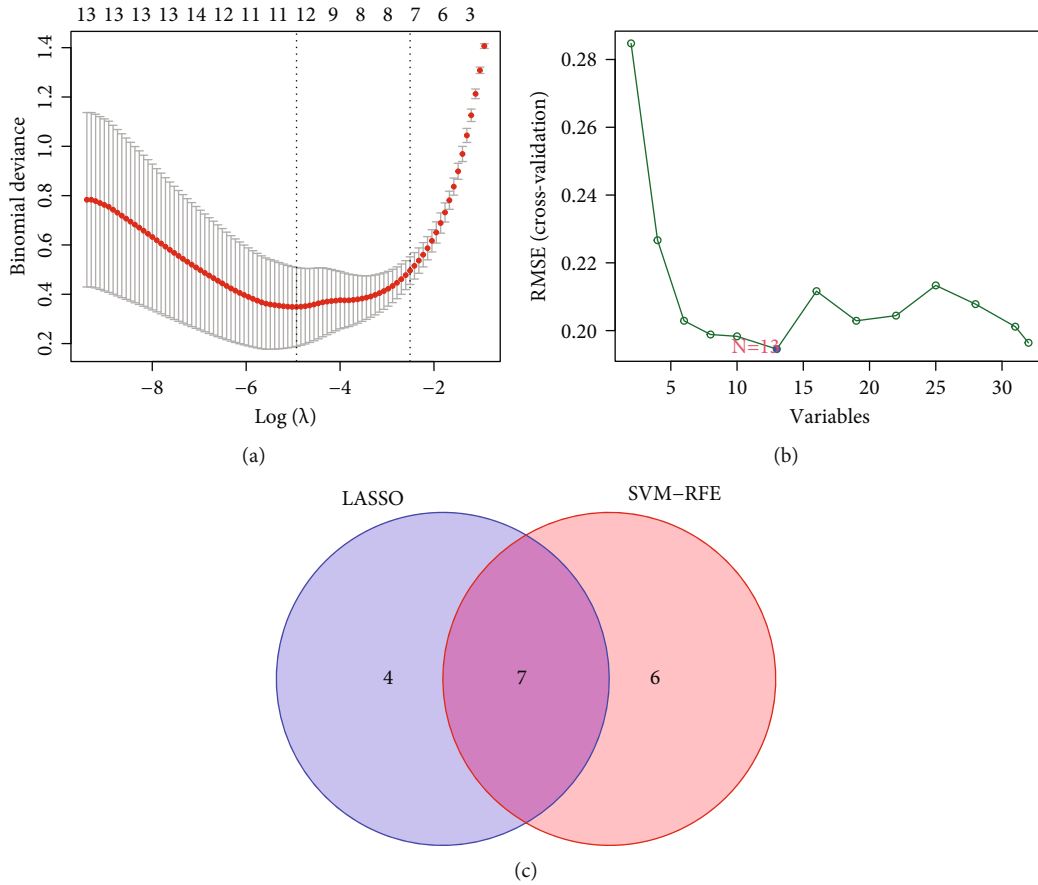 13 13 13 13 14 12 11 11 12 9 8 8 7 6 3
1.4
1.2
1.0
0.8
0.6
0.4
0.2
Binomial deviance
−8 −6 −4 −2
Log (λ)
(a)
0.28
0.26
0.24
0.22
0.20
RMSE (cross-validation)
N=13
5 10 15 20 25 30
Variables
(b)
LASSO
SVM−RFE
4 7 6
(c)